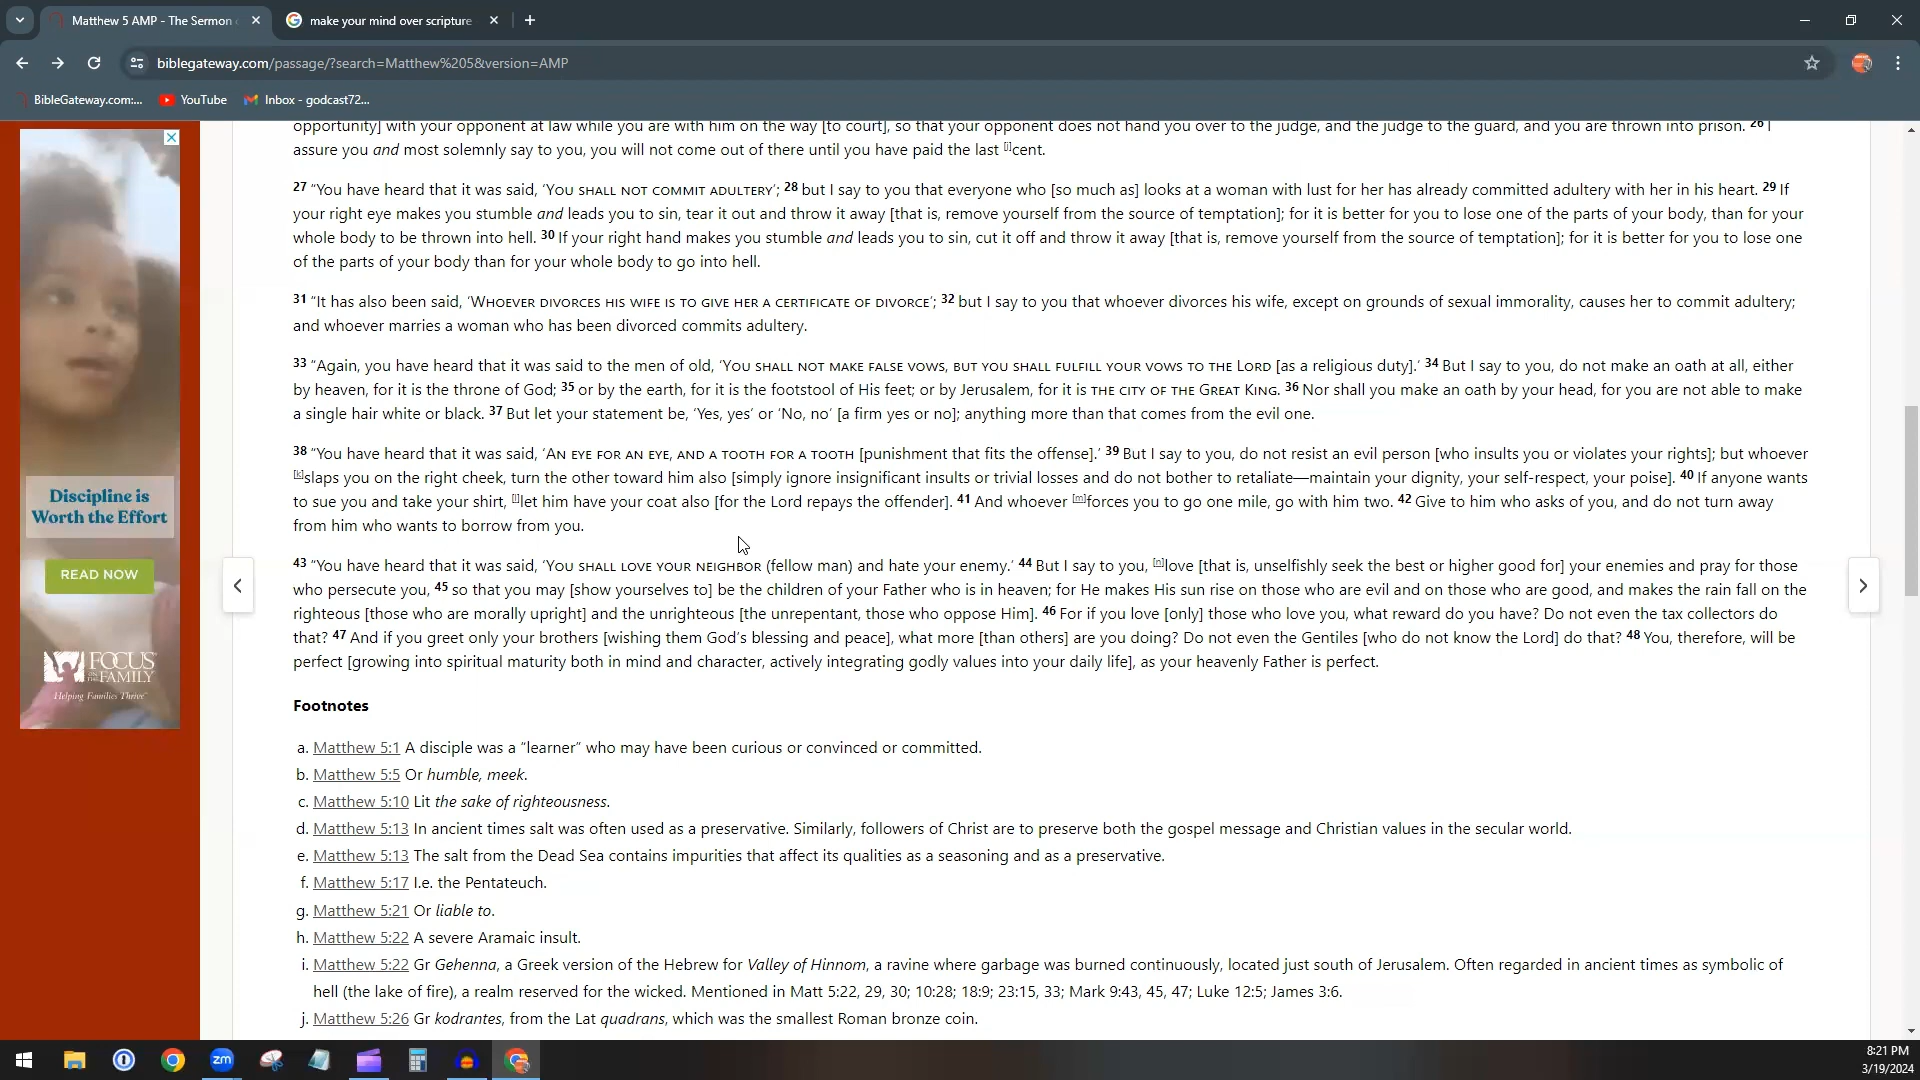 Matthew 5 AMP - The Sermon
make your mind over scripture
biblegateway.com/passage/?search=Matthew%205&version=AMP
BibleGateway.com:...
YouTube
Inbox - godcast72...
opportunity] with your opponent at law while you are with him on the way [to court], so that your opponent does not hand you over to the judge, and the judge to the guard, and you are thrown into prison. 26 I
assure you and most solemnly say to you, you will not come out of there until you have paid the last [j]cent.
27 “You have heard that it was said, ‘YOU SHALL NOT COMMIT ADULTERY’; 28 but I say to you that everyone who [so much as] looks at a woman with lust for her has already committed adultery with her in his heart. 29 If
your right eye makes you stumble and leads you to sin, tear it out and throw it away [that is, remove yourself from the source of temptation]; for it is better for you to lose one of the parts of your body, than for your
whole body to be thrown into hell. 30 If your right hand makes you stumble and leads you to sin, cut it off and throw it away [that is, remove yourself from the source of temptation]; for it is better for you to lose one
of the parts of your body than for your whole body to go into hell.
31 “It has also been said, ‘WHOEVER DIVORCES HIS WIFE IS TO GIVE HER A CERTIFICATE OF DIVORCE’; 32 but I say to you that whoever divorces his wife, except on grounds of sexual immorality, causes her to commit adultery;
and whoever marries a woman who has been divorced commits adultery.
33 “Again, you have heard that it was said to the men of old, ‘YOU SHALL NOT MAKE FALSE VOWS, BUT YOU SHALL FULFILL YOUR VOWS TO THE LORD [as a religious duty].’ 34 But I say to you, do not make an oath at all, either
by heaven, for it is the throne of God; 35 or by the earth, for it is the footstool of His feet; or by Jerusalem, for it is THE CITY OF THE GREAT KING. 36 Nor shall you make an oath by your head, for you are not able to make
a single hair white or black. 37 But let your statement be, ‘Yes, yes’ or ‘No, no’ [a firm yes or no]; anything more than that comes from the evil one.
38 “You have heard that it was said, ‘AN EYE FOR AN EYE, AND A TOOTH FOR A TOOTH [punishment that fits the offense].’ 39 But I say to you, do not resist an evil person [who insults you or violates your rights]; but whoever
[k]slaps you on the right cheek, turn the other toward him also [simply ignore insignificant insults or trivial losses and do not bother to retaliate—maintain your dignity, your self-respect, your poise]. 40 If anyone wants
to sue you and take your shirt, [l]let him have your coat also [for the Lord repays the offender]. 41 And whoever [m]forces you to go one mile, go with him two. 42 Give to him who asks of you, and do not turn away
from him who wants to borrow from you.
43 “You have heard that it was said, ‘YOU SHALL LOVE YOUR NEIGHBOR (fellow man) and hate your enemy.’ 44 But I say to you, [n]love [that is, unselfishly seek the best or higher good for] your enemies and pray for those
who persecute you, 45 so that you may [show yourselves to] be the children of your Father who is in heaven; for He makes His sun rise on those who are evil and on those who are good, and makes the rain fall on the
righteous [those who are morally upright] and the unrighteous [the unrepentant, those who oppose Him]. 46 For if you love [only] those who love you, what reward do you have? Do not even the tax collectors do
that? 47 And if you greet only your brothers [wishing them God’s blessing and peace], what more [than others] are you doing? Do not even the Gentiles [who do not know the Lord] do that? 48 You, therefore, will be
perfect [growing into spiritual maturity both in mind and character, actively integrating godly values into your daily life], as your heavenly Father is perfect.
Footnotes
a. Matthew 5:1 A disciple was a “learner” who may have been curious or convinced or committed.
b. Matthew 5:5 Or humble, meek.
c. Matthew 5:10 Lit the sake of righteousness.
d. Matthew 5:13 In ancient times salt was often used as a preservative. Similarly, followers of Christ are to preserve both the gospel message and Christian values in the secular world.
e. Matthew 5:13 The salt from the Dead Sea contains impurities that affect its qualities as a seasoning and as a preservative.
f. Matthew 5:17 I.e. the Pentateuch.
g. Matthew 5:21 Or liable to.
h. Matthew 5:22 A severe Aramaic insult.
i. Matthew 5:22 Gr Gehenna, a Greek version of the Hebrew for Valley of Hinnom, a ravine where garbage was burned continuously, located just south of Jerusalem. Often regarded in ancient times as symbolic of
hell (the lake of fire), a realm reserved for the wicked. Mentioned in Matt 5:22, 29, 30; 10:28; 18:9; 23:15, 33; Mark 9:43, 45, 47; Luke 12:5; James 3:6.
j. Matthew 5:26 Gr kodrantes, from the Lat quadrans, which was the smallest Roman bronze coin.
Discipline is
Worth the Effort
READ NOW
FOCUS
ON THE
FAMILY
Helping Families Thrive
zm
8:21 PM
3/19/2024